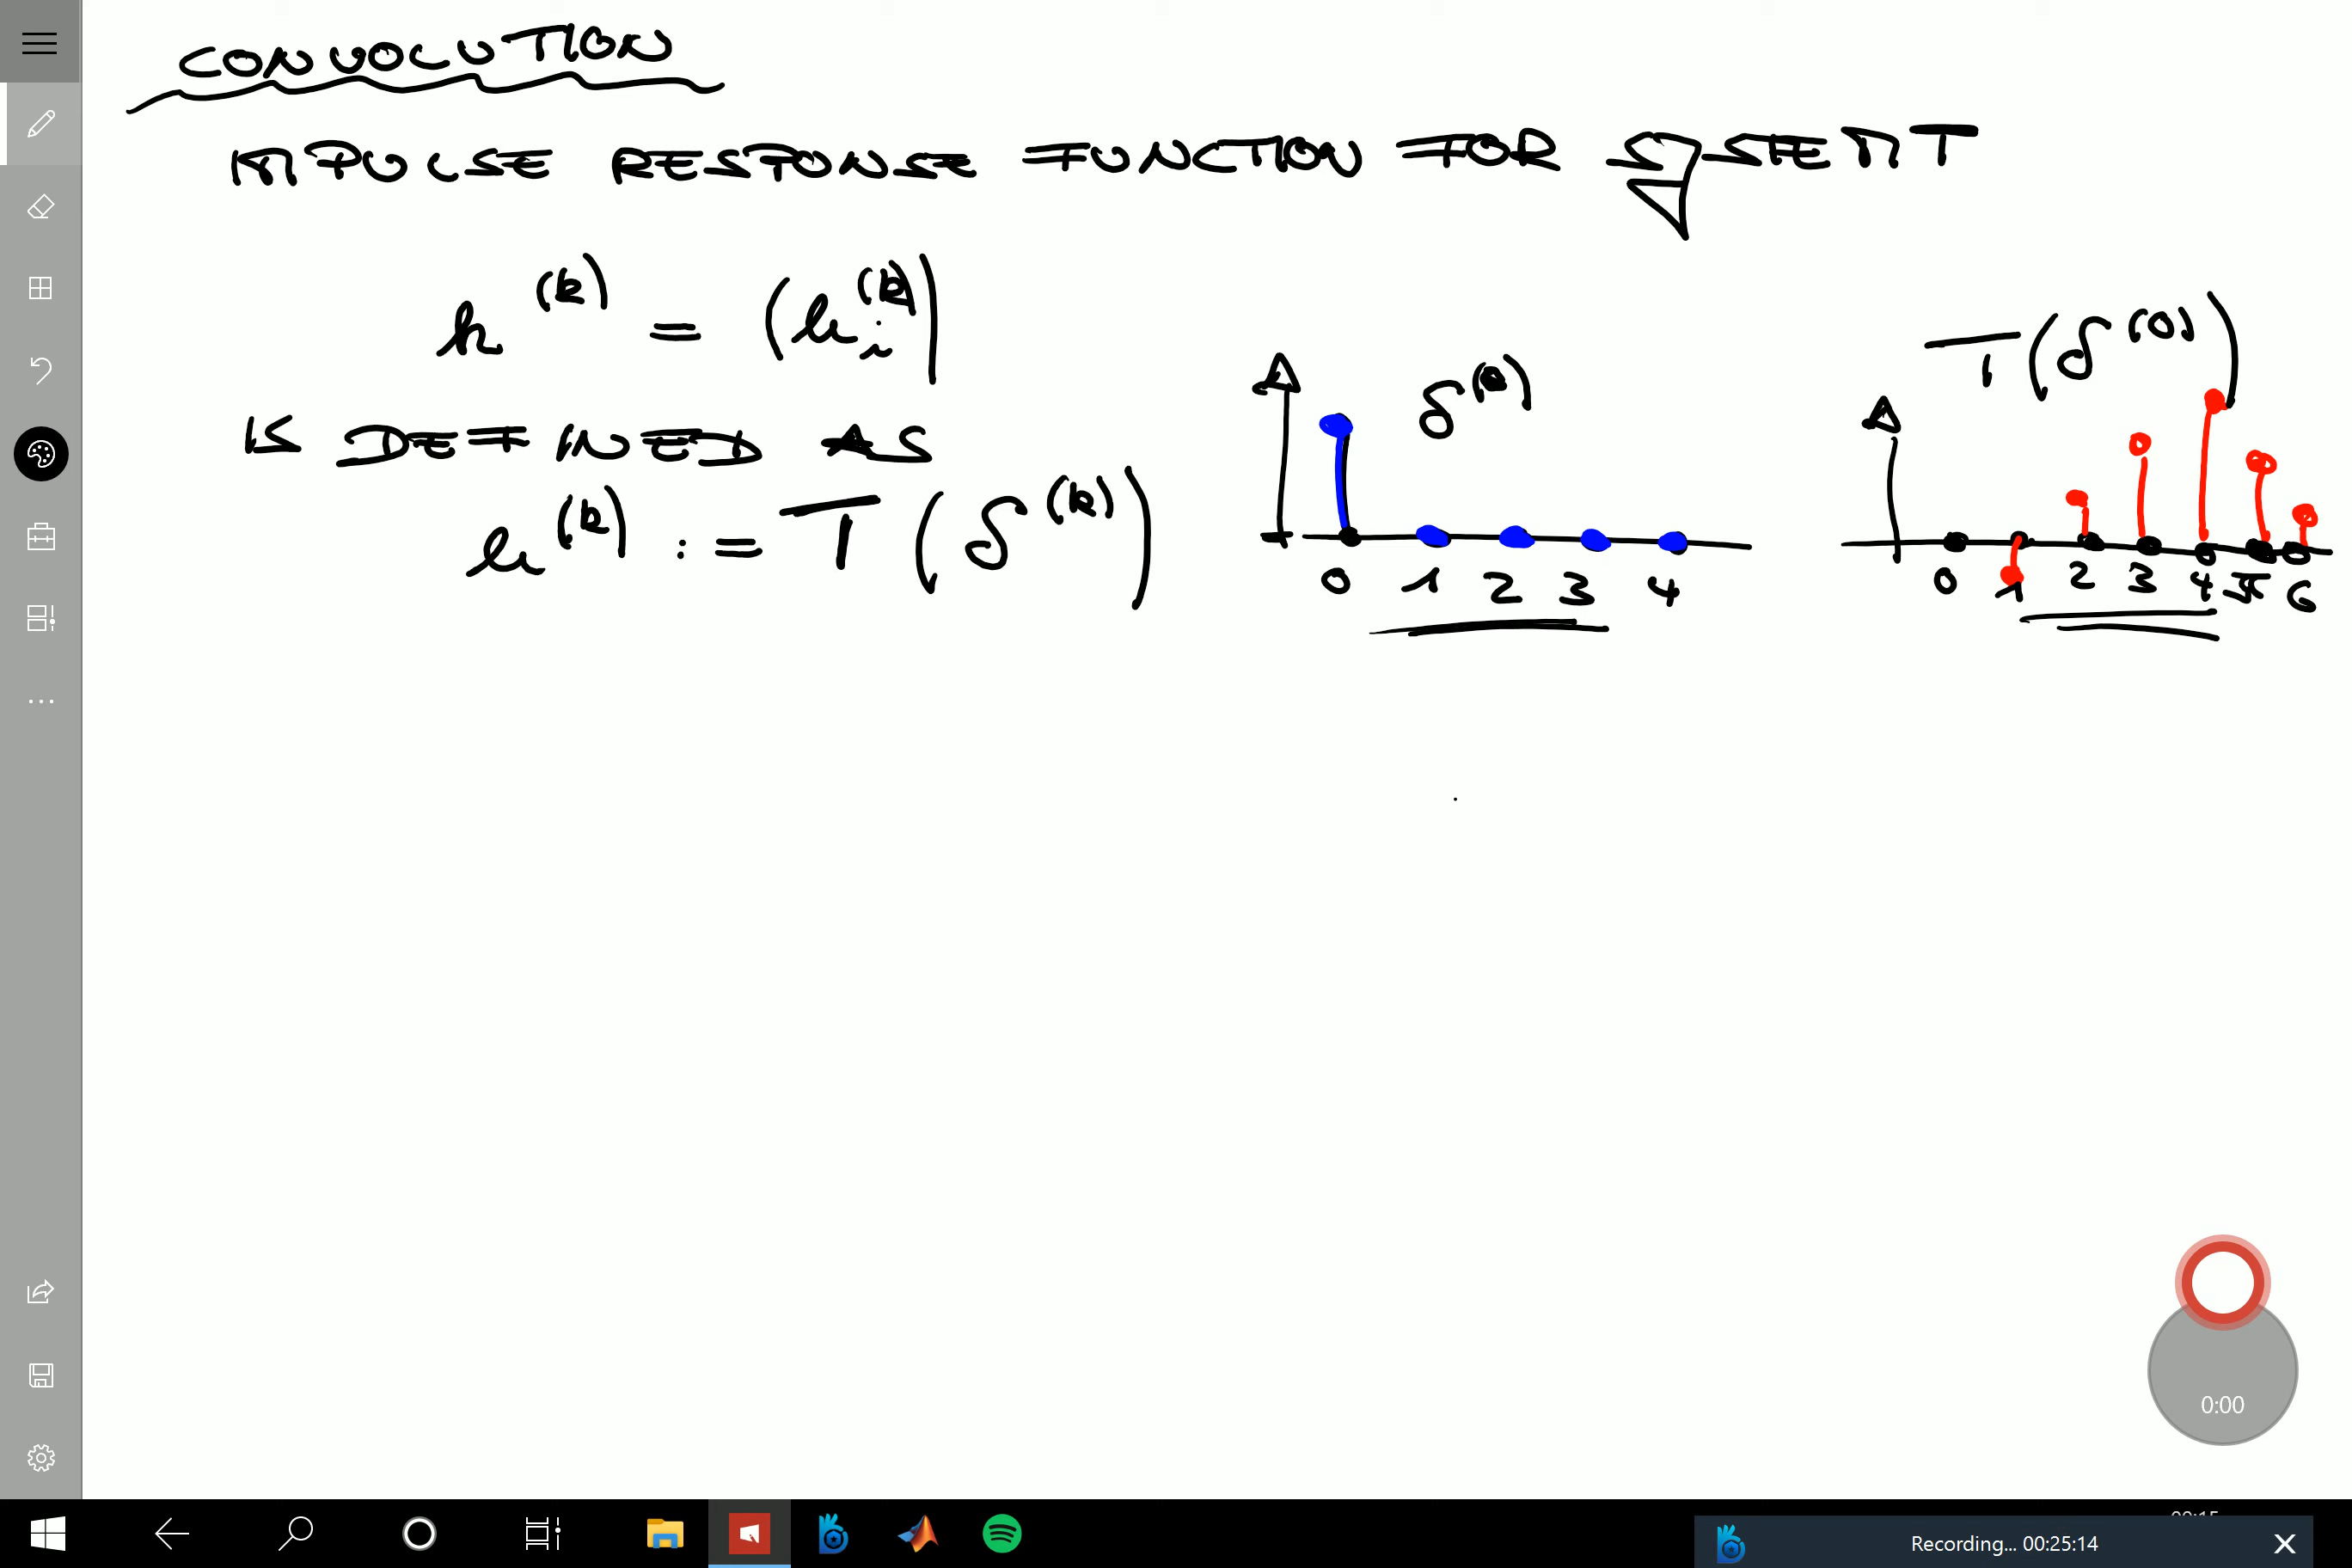 CONVOLUTION
IMPULSE RESPONSE FUNCTION FOR SYSTEM T
h^(k) = (h_i^(k))
IS DEFINED AS
h^(k) := T(δ^(k))
δ^(0)
0 1 2 3 4
T(δ^(0))
0 1 2 3 4 5 6
0:00
Recording... 00:25:14